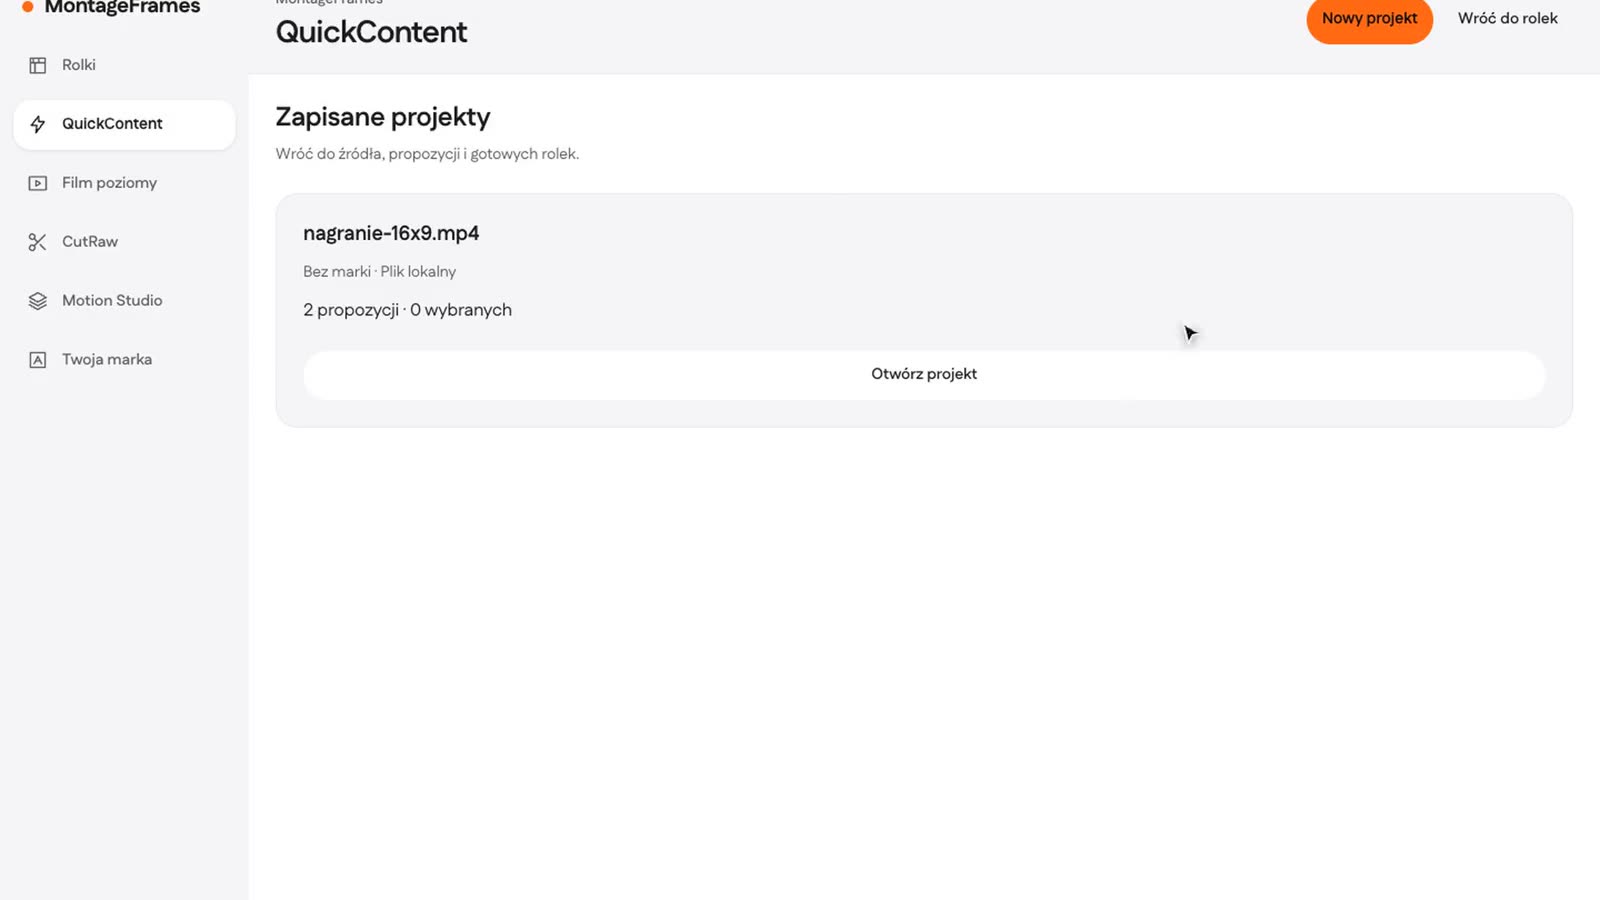 MontageFrames
Rolki
QuickContent
Film poziomy
CutRaw
Motion Studio
Twoja marka
MontageFrames
QuickContent
Nowy projekt
Wróć do rolek
Zapisane projekty
Wróć do źródła, propozycji i gotowych rolek.
nagranie-16x9.mp4
Bez marki · Plik lokalny
2 propozycji · 0 wybranych
Otwórz projekt